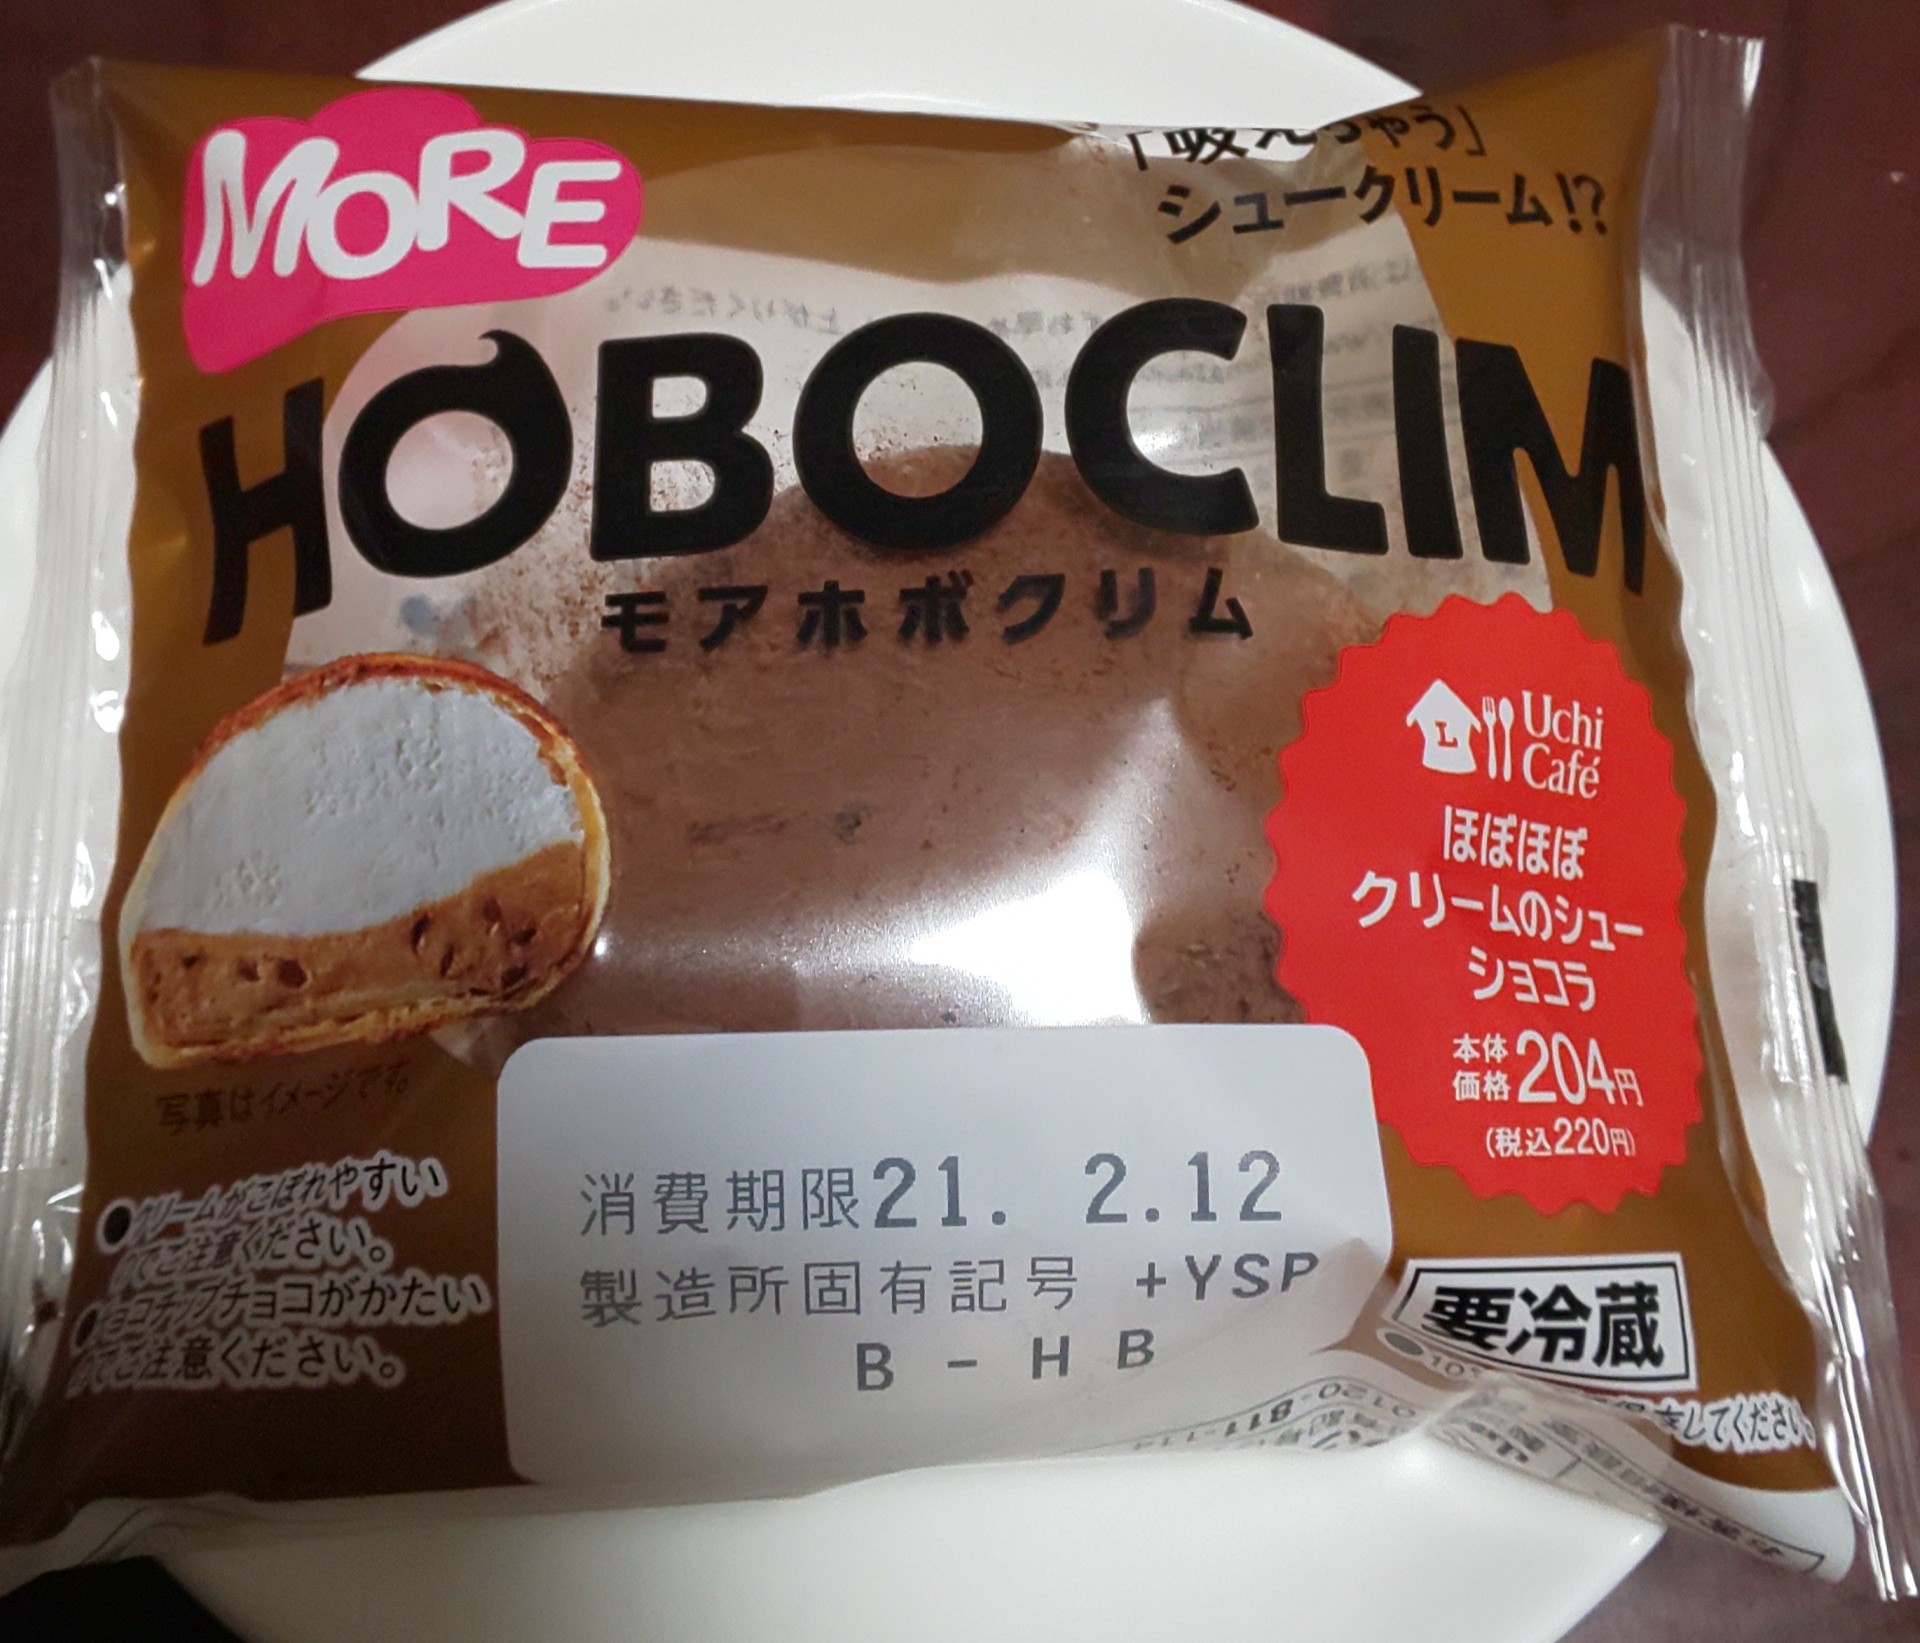 MORE
「吸えちゃう」
シュークリーム!?
HOBOCLIM
モアホボクリム
L
Uchi
Café
ほぼほぼ
クリームのシュー
ショコラ
本体
価格204円
(税込220円)
写真はイメージです。
●クリームがこぼれやすい
のでご注意ください。
●チョコチップチョコがかたい
のでご注意ください。
消費期限21. 2.12
製造所固有記号 +YSP
B - H B
要冷蔵
してください。